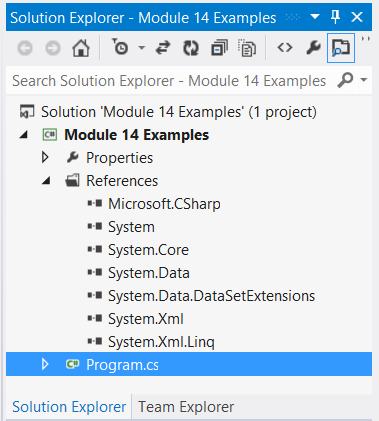 Solution Explorer - Module 14 Examples
Search Solution Explorer - Module 14 Examples
Solution 'Module 14 Examples' (1 project)
C# Module 14 Examples
Properties
References
Microsoft.CSharp
System
System.Core
System.Data
System.Data.DataSetExtensions
System.Xml
System.Xml.Linq
C# Program.cs
Solution Explorer Team Explorer